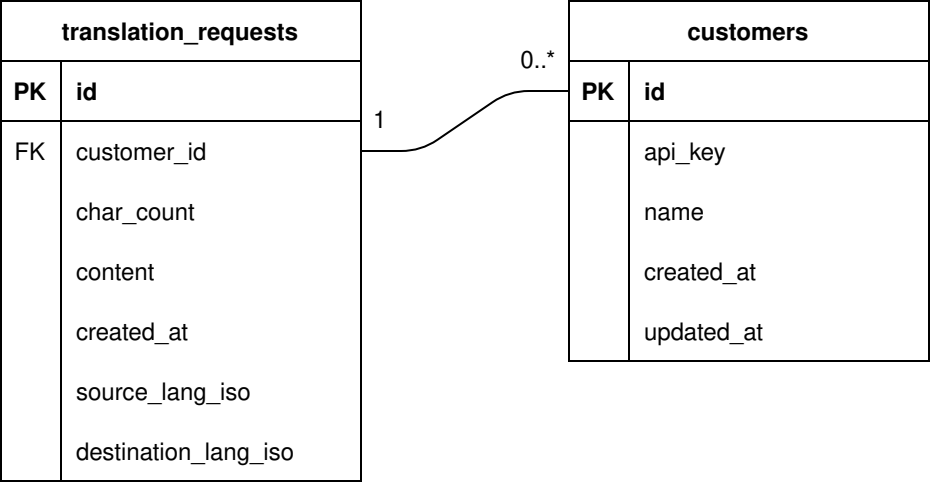 translation_requests
PK id
FK customer_id
char_count
content
created_at
source_lang_iso
destination_lang_iso
1
0..*
customers
PK id
api_key
name
created_at
updated_at